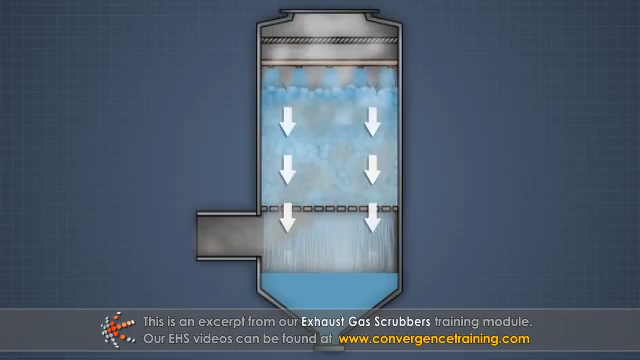 This is an excerpt from our Exhaust Gas Scrubbers training module.
Our EHS videos can be found at www.convergencetraining.com